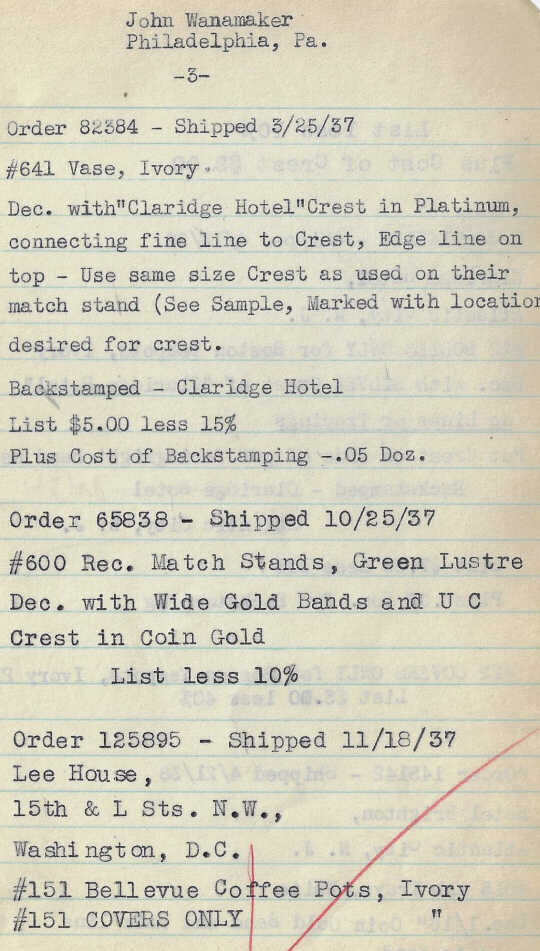 John Wanamaker
Philadelphia, Pa.
-3-
Order 82384 - Shipped 3/25/37
#641 Vase, Ivory.
Dec. with"Claridge Hotel"Crest in Platinum,
connecting fine line to Crest, Edge line on
top - Use same size Crest as used on their
match stand (See Sample, Marked with location
desired for crest.
Backstamped - Claridge Hotel
List $5.00 less 15%
Plus Cost of Backstamping -.05 Doz.
Order 65838 - Shipped 10/25/37
#600 Rec. Match Stands, Green Lustre
Dec. with Wide Gold Bands and U C
Crest in Coin Gold
List less 10%
Order 125895 - Shipped 11/18/37
Lee House,
15th & L Sts. N.W.,
Washington, D.C.
#151 Bellevue Coffee Pots, Ivory
#151 COVERS ONLY "